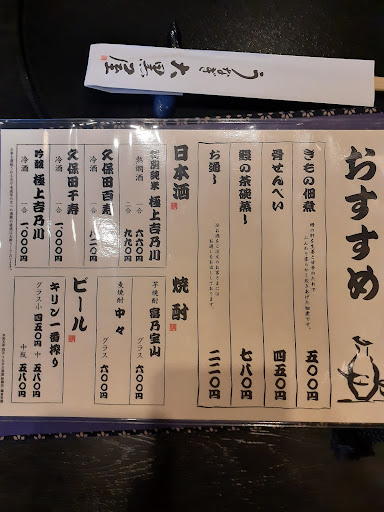 うなぎ 大黒屋
おすすめ
きもの佃煮 五〇〇円
骨せんべい 四五〇円
鰻の茶碗蒸〜 七八〇円
お通〜 二二〇円
日本酒
特別純米 極上吉乃川
熱燗酒 一合 六六〇円
二合 九九〇円
久保田百寿
冷酒 一合 八二〇円
久保田千寿
冷酒 一合 一〇〇〇円
吟醸 極上吉乃川
冷酒 一合 一〇〇〇円
焼酎
芋焼酎 富乃宝山
グラス 六〇〇円
麦焼酎 中々
グラス 六〇〇円
ビール
キリン一番搾り
グラス小 四五〇円 中 五八〇円
中瓶 五八〇円